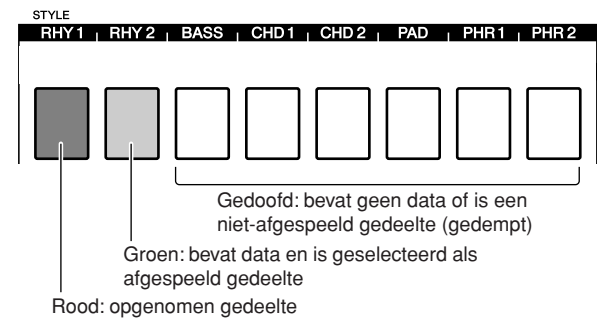 STYLE
RHY 1 RHY 2 BASS CHD 1 CHD 2 PAD PHR 1 PHR 2
Gedoofd: bevat geen data of is een
niet-afgespeeld gedeelte (gedempt)
Groen: bevat data en is geselecteerd als
afgespeeld gedeelte
Rood: opgenomen gedeelte